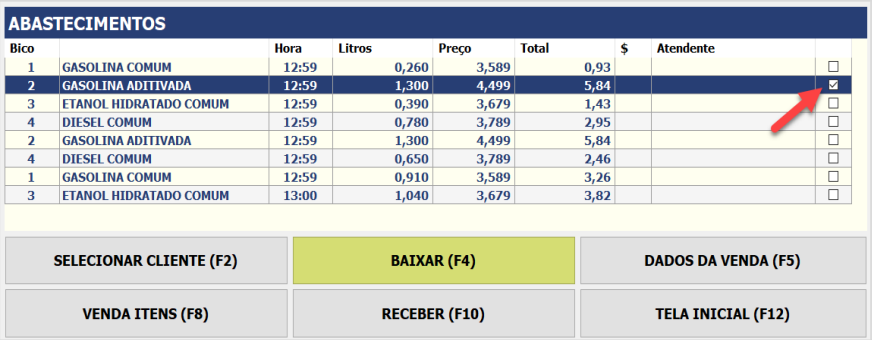 ABASTECIMENTOS
Bico Hora Litros Preço Total $ Atendente
1 GASOLINA COMUM 12:59 0,260 3,589 0,93
2 GASOLINA ADITIVADA 12:59 1,300 4,499 5,84
3 ETANOL HIDRATADO COMUM 12:59 0,390 3,679 1,43
4 DIESEL COMUM 12:59 0,780 3,789 2,95
2 GASOLINA ADITIVADA 12:59 1,300 4,499 5,84
4 DIESEL COMUM 12:59 0,650 3,789 2,46
1 GASOLINA COMUM 12:59 0,910 3,589 3,26
3 ETANOL HIDRATADO COMUM 13:00 1,040 3,679 3,82
SELECIONAR CLIENTE (F2) BAIXAR (F4) DADOS DA VENDA (F5)
VENDA ITENS (F8) RECEBER (F10) TELA INICIAL (F12)